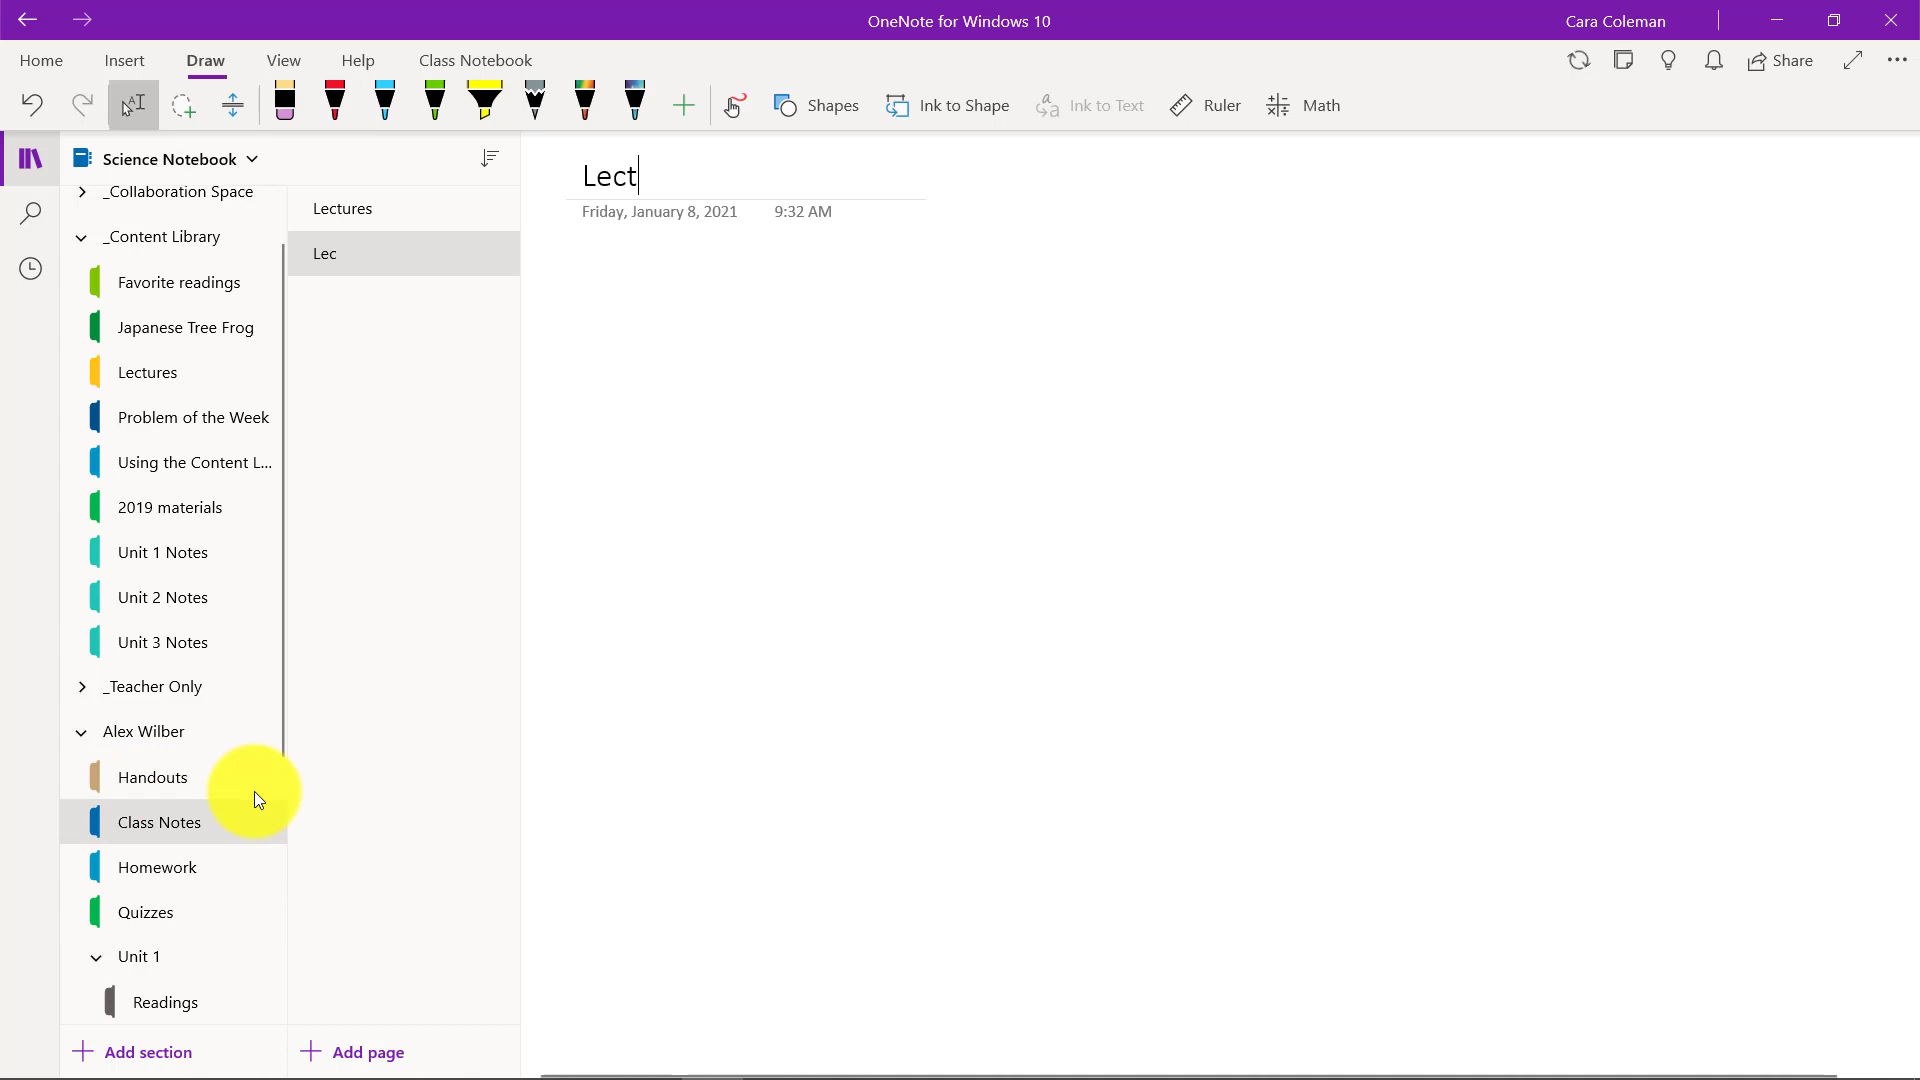 OneNote for Windows 10
Cara Coleman
Home Insert Draw View Help Class Notebook
Share
Shapes Ink to Shape Ink to Text Ruler Math
Science Notebook
_Collaboration Space
_Content Library
Favorite readings
Japanese Tree Frog
Lectures
Problem of the Week
Using the Content L...
2019 materials
Unit 1 Notes
Unit 2 Notes
Unit 3 Notes
_Teacher Only
Alex Wilber
Handouts
Class Notes
Homework
Quizzes
Unit 1
Readings
Add section
Lectures
Lec
Add page
Lect
Friday, January 8, 2021 9:32 AM